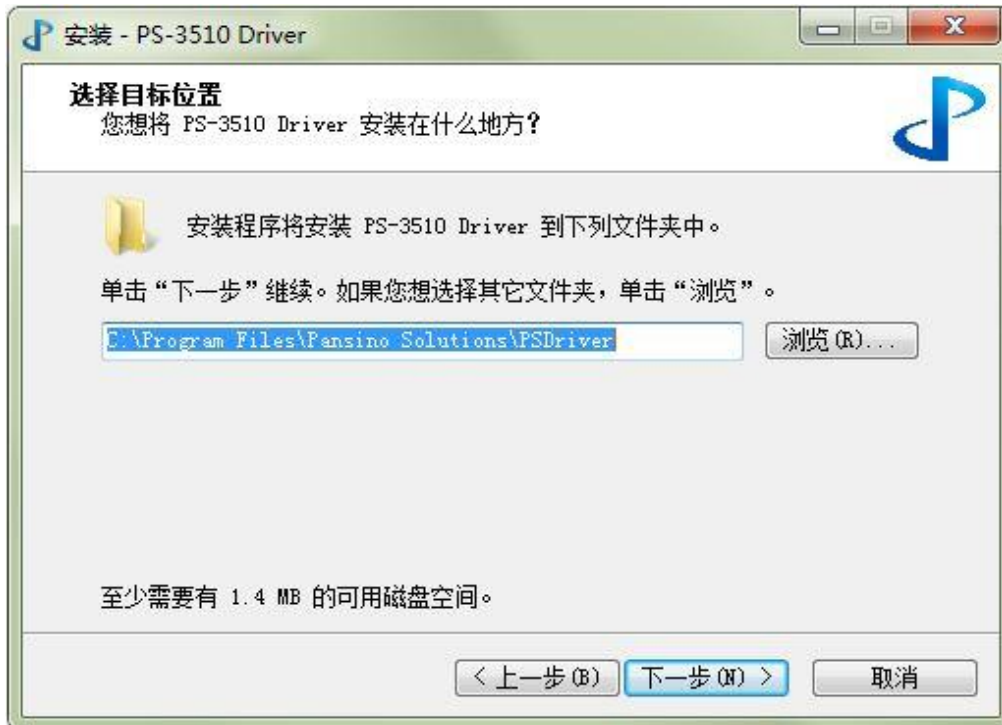 安装 - PS-3510 Driver
选择目标位置
您想将 PS-3510 Driver 安装在什么地方?
安装程序将安装 PS-3510 Driver 到下列文件夹中。
单击“下一步”继续。如果您想选择其它文件夹，单击“浏览”。
C:\Program Files\Pansino Solutions\PSDriver
浏览(R)...
至少需要有 1.4 MB 的可用磁盘空间。
< 上一步(B) 下一步(N) > 取消